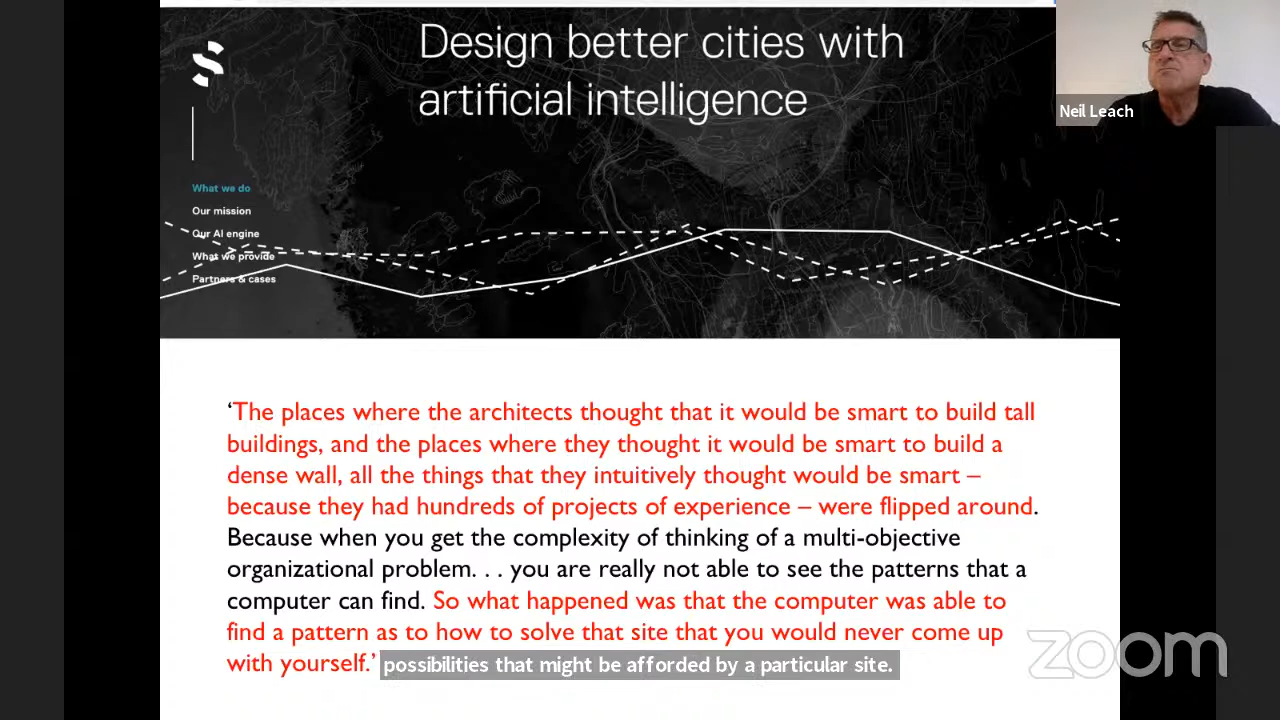 Design better cities with
artificial intelligence
Neil Leach
What we do
Our mission
Our AI engine
What we provide
Partners & cases
‘The places where the architects thought that it would be smart to build tall
buildings, and the places where they thought it would be smart to build a
dense wall, all the things that they intuitively thought would be smart –
because they had hundreds of projects of experience – were flipped around.
Because when you get the complexity of thinking of a multi-objective
organizational problem. . . you are really not able to see the patterns that a
computer can find. So what happened was that the computer was able to
find a pattern as to how to solve that site that you would never come up
with yourself.’
possibilities that might be afforded by a particular site.
zoom